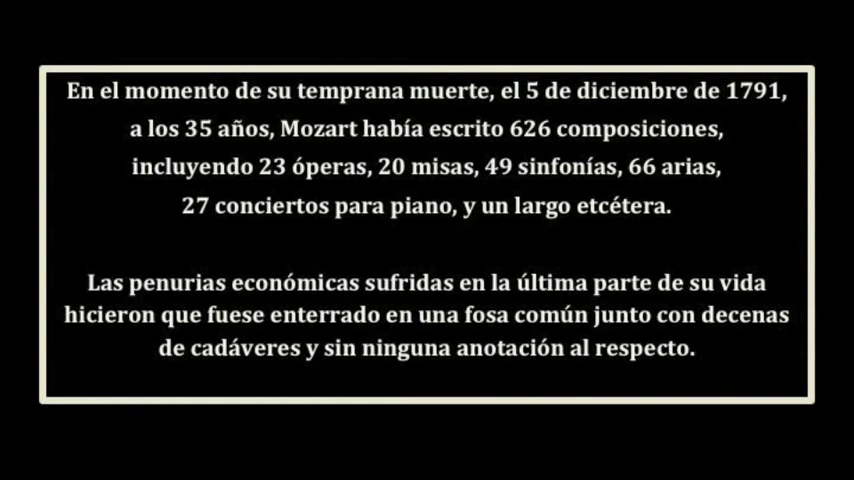 En el momento de su temprana muerte, el 5 de diciembre de 1791,
a los 35 años, Mozart había escrito 626 composiciones,
incluyendo 23 óperas, 20 misas, 49 sinfonías, 66 arias,
27 conciertos para piano, y un largo etcétera.
Las penurias económicas sufridas en la última parte de su vida
hicieron que fuese enterrado en una fosa común junto con decenas
de cadáveres y sin ninguna anotación al respecto.